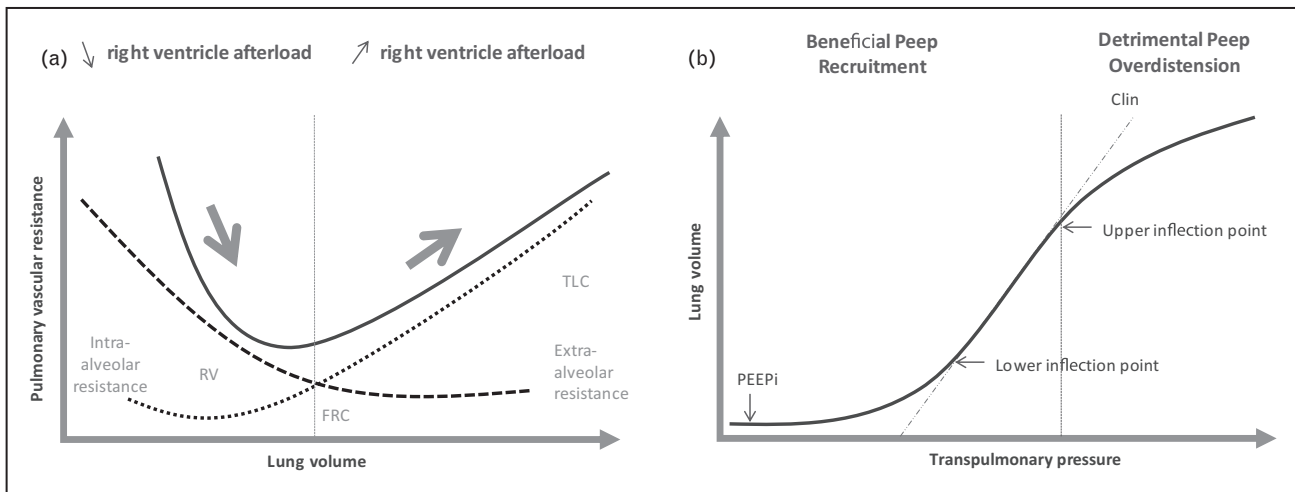 (a)
↘ right ventricle afterload
↗ right ventricle afterload
Pulmonary vascular resistance
Intra-
alveolar
resistance
RV
FRC
TLC
Extra-
alveolar
resistance
Lung volume
(b)
Beneficial Peep
Recruitment
Detrimental Peep
Overdistension
Clin
Upper inflection point
Lower inflection point
PEEPi
Lung volume
Transpulmonary pressure